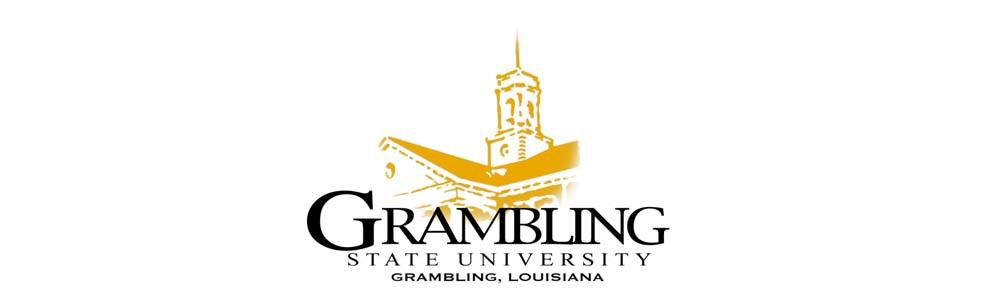 GRAMBLING
STATE UNIVERSITY
GRAMBLING, LOUISIANA